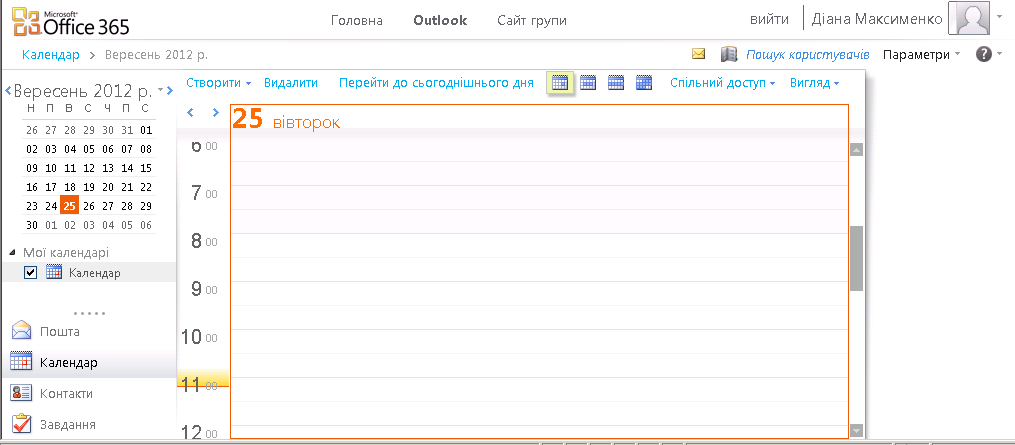 Microsoft®
Office 365
Головна Outlook Сайт групи
вийти Діана Максименко
Календар > Вересень 2012 р.
Пошук користувачів Параметри ?
Створити Видалити Перейти до сьогоднішнього дня Спільний доступ Вигляд
Вересень 2012 р.
Н П В С Ч П С
26 27 28 29 30 31 01
02 03 04 05 06 07 08
09 10 11 12 13 14 15
16 17 18 19 20 21 22
23 24 25 26 27 28 29
30 01 02 03 04 05 06
Мої календарі
Календар
Пошта
Календар
Контакти
Завдання
25 вівторок
6 00
7 00
8 00
9 00
10 00
11 00
12 00